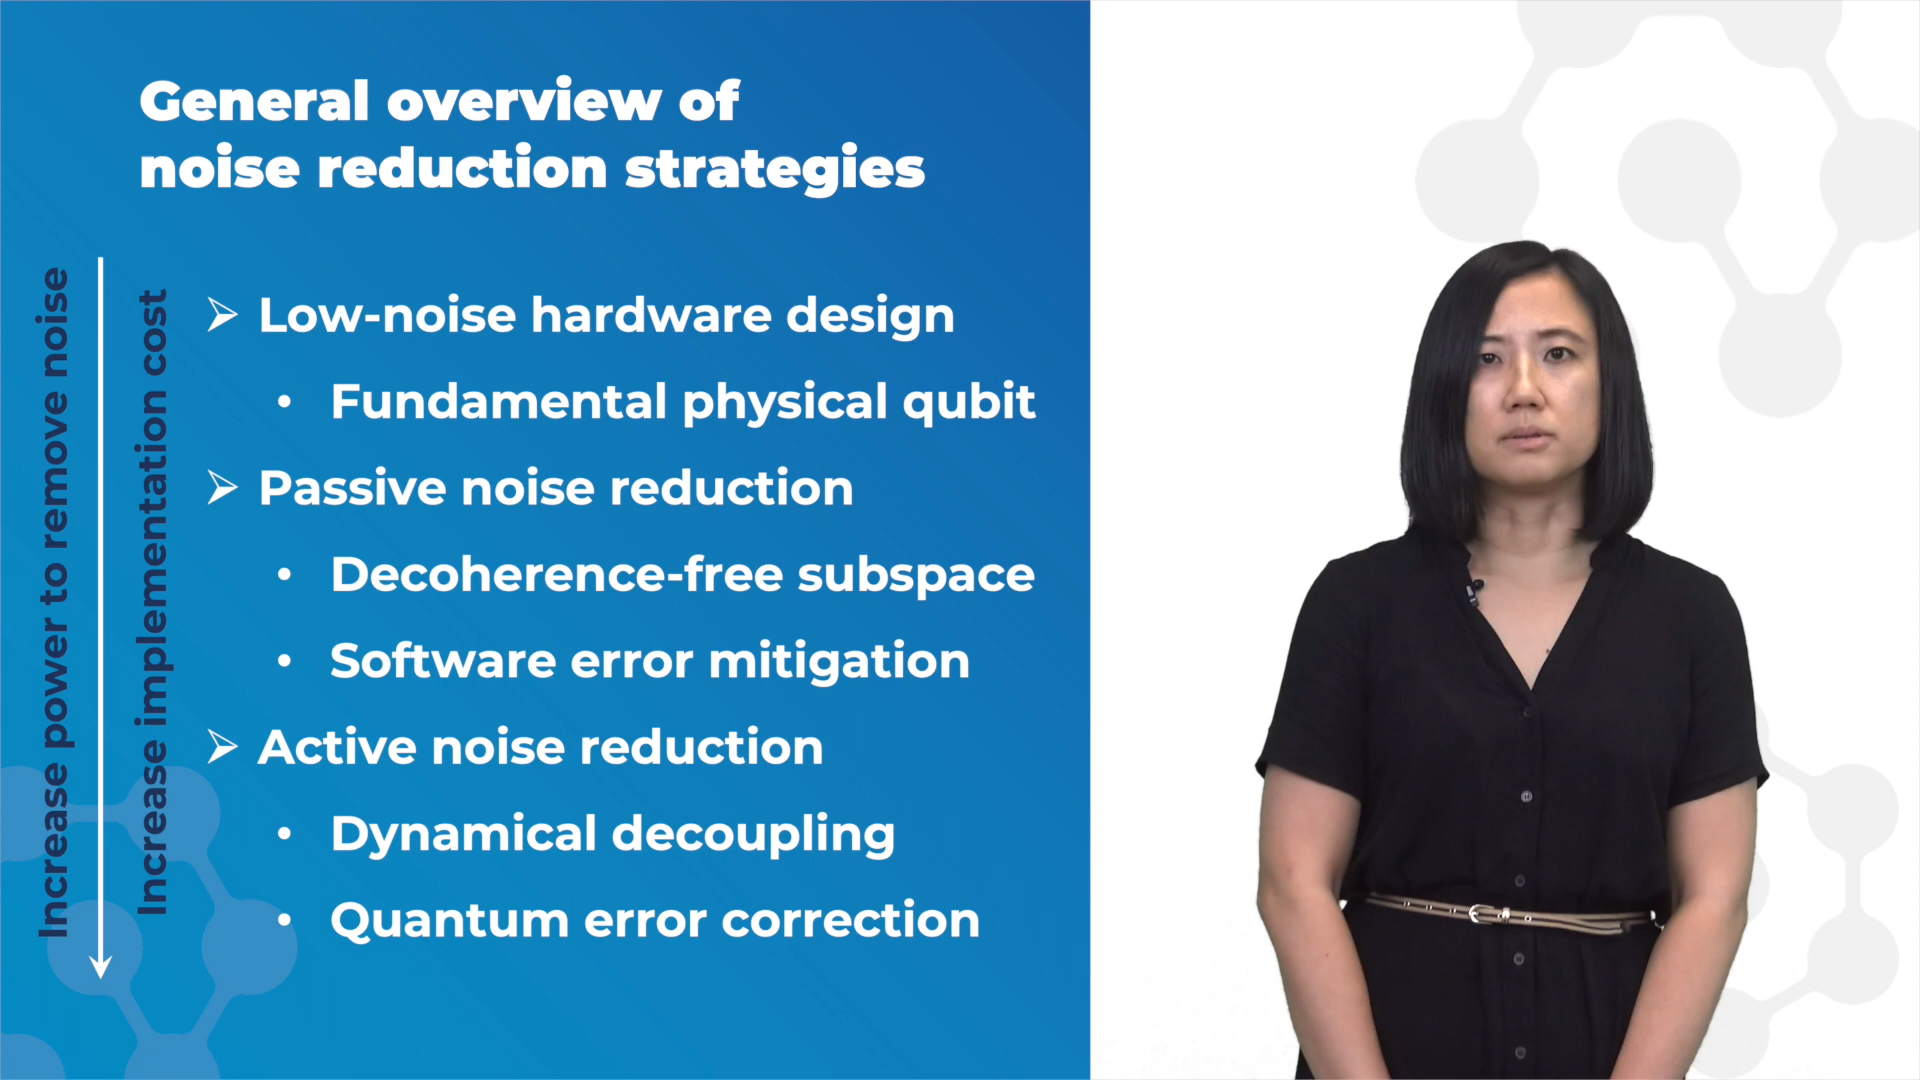 General overview of
noise reduction strategies
Increase power to remove noise
Increase implementation cost
➢ Low-noise hardware design
• Fundamental physical qubit
➢ Passive noise reduction
• Decoherence-free subspace
• Software error mitigation
➢ Active noise reduction
• Dynamical decoupling
• Quantum error correction